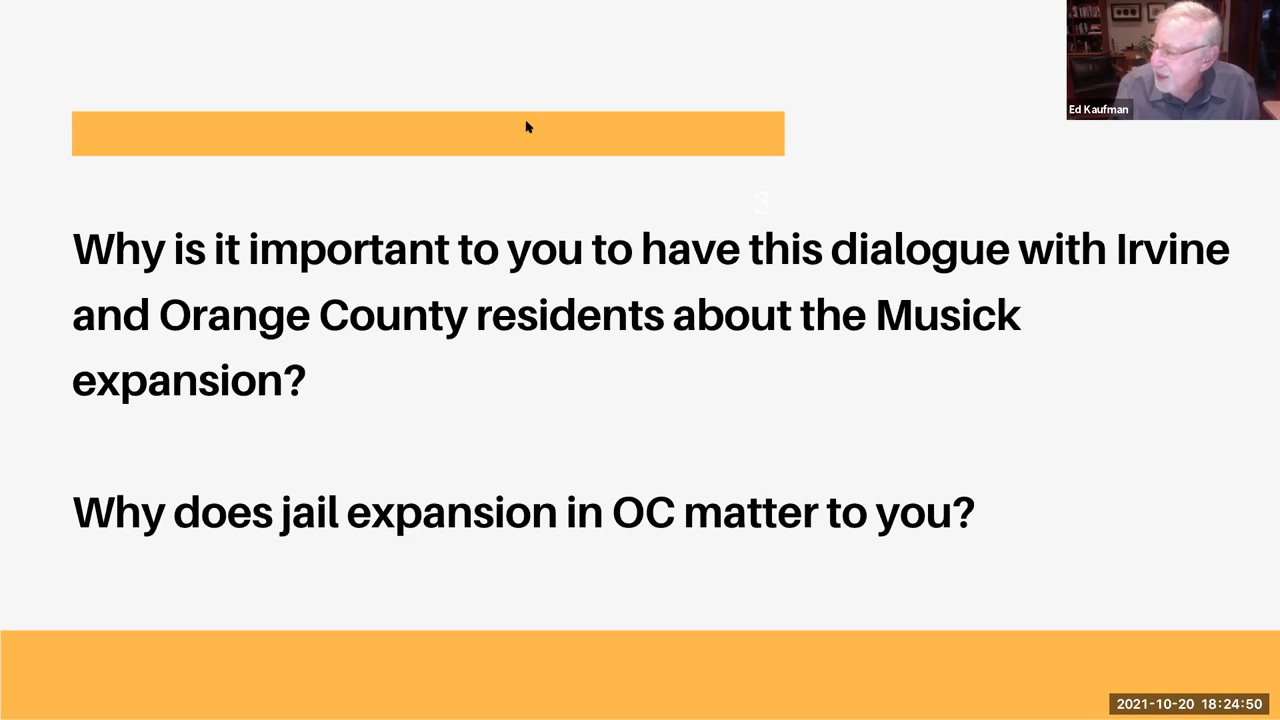 Ed Kaufman
3
Why is it important to you to have this dialogue with Irvine
and Orange County residents about the Musick
expansion?
Why does jail expansion in OC matter to you?
2021-10-20 18:24:50